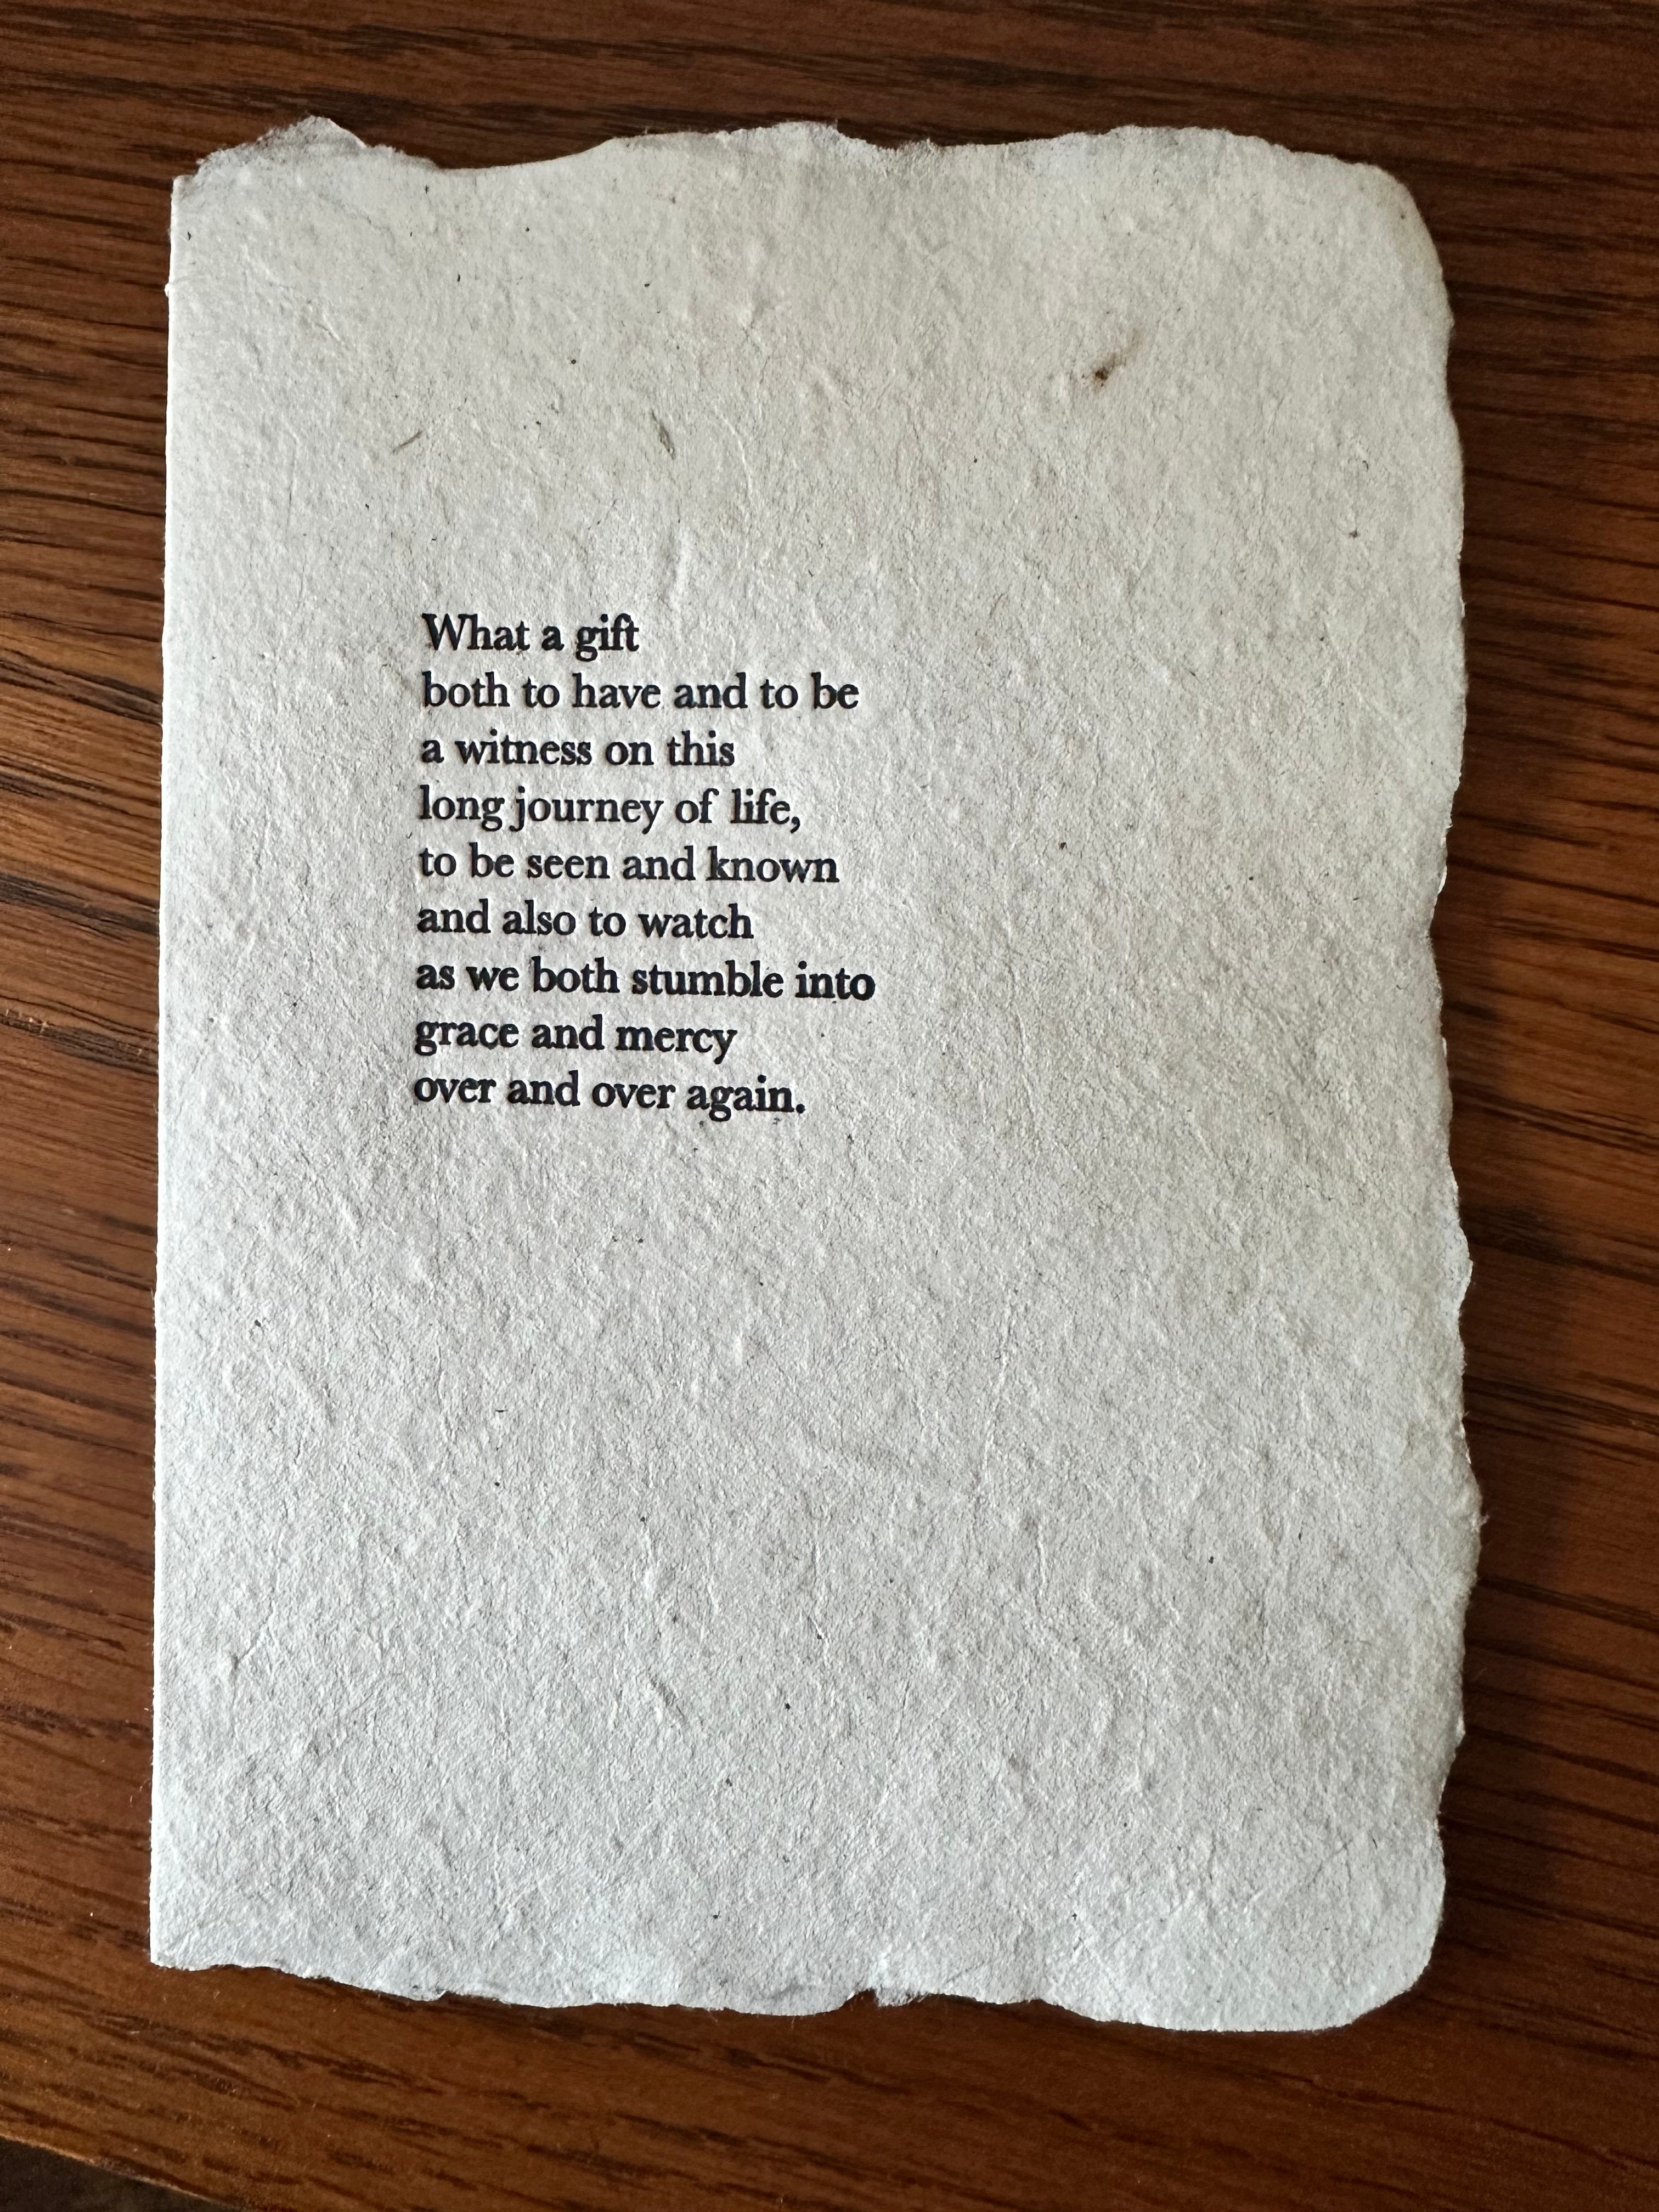 What a gift
both to have and to be
a witness on this
long journey of life,
to be seen and known
and also to watch
as we both stumble into
grace and mercy
over and over again.